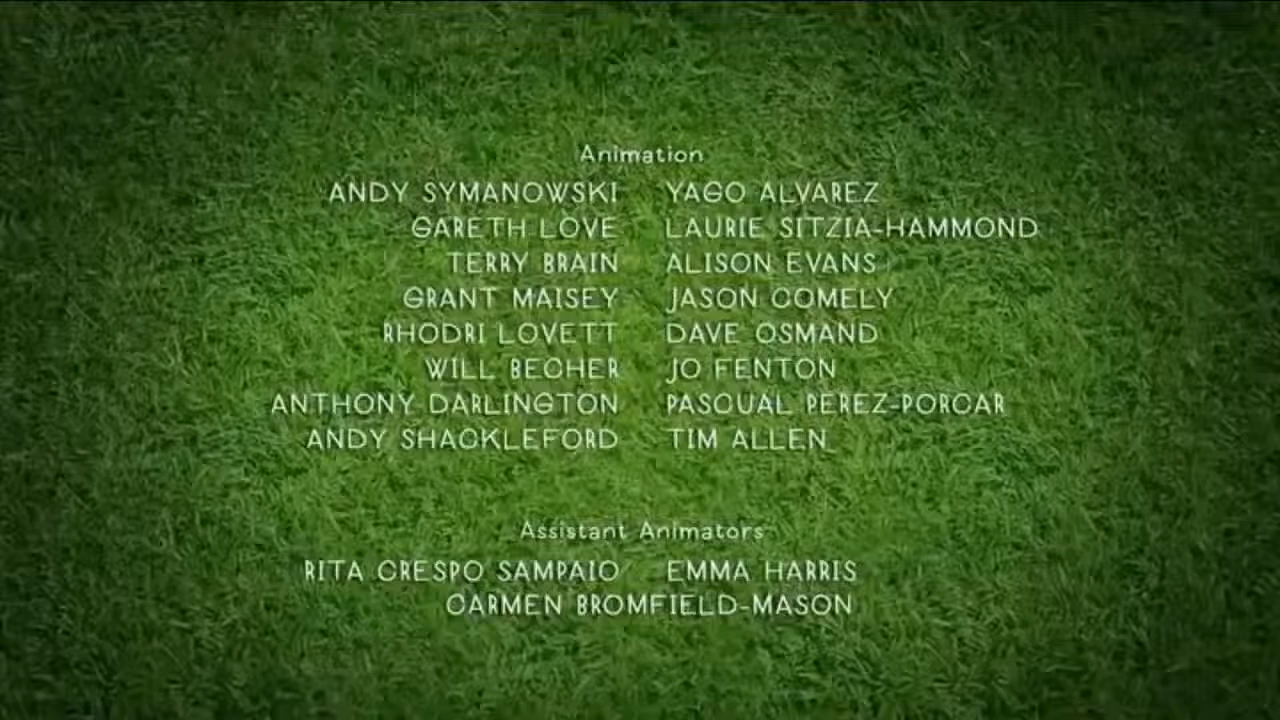 Animation
ANDY SYMANOWSKI YAGO ALVAREZ
GARETH LOVE LAURIE SITZIA-HAMMOND
TERRY BRAIN ALISON EVANS
GRANT MAISEY JASON COMELY
RHODRI LOVETT DAVE OSMAND
WILL BECHER JO FENTON
ANTHONY DARLINGTON PASCUAL PEREZ-PORCAR
ANDY SHACKLEFORD TIM ALLEN
Assistant Animators
RITA CRESPO SAMPAIO EMMA HARRIS
CARMEN BROMFIELD-MASON